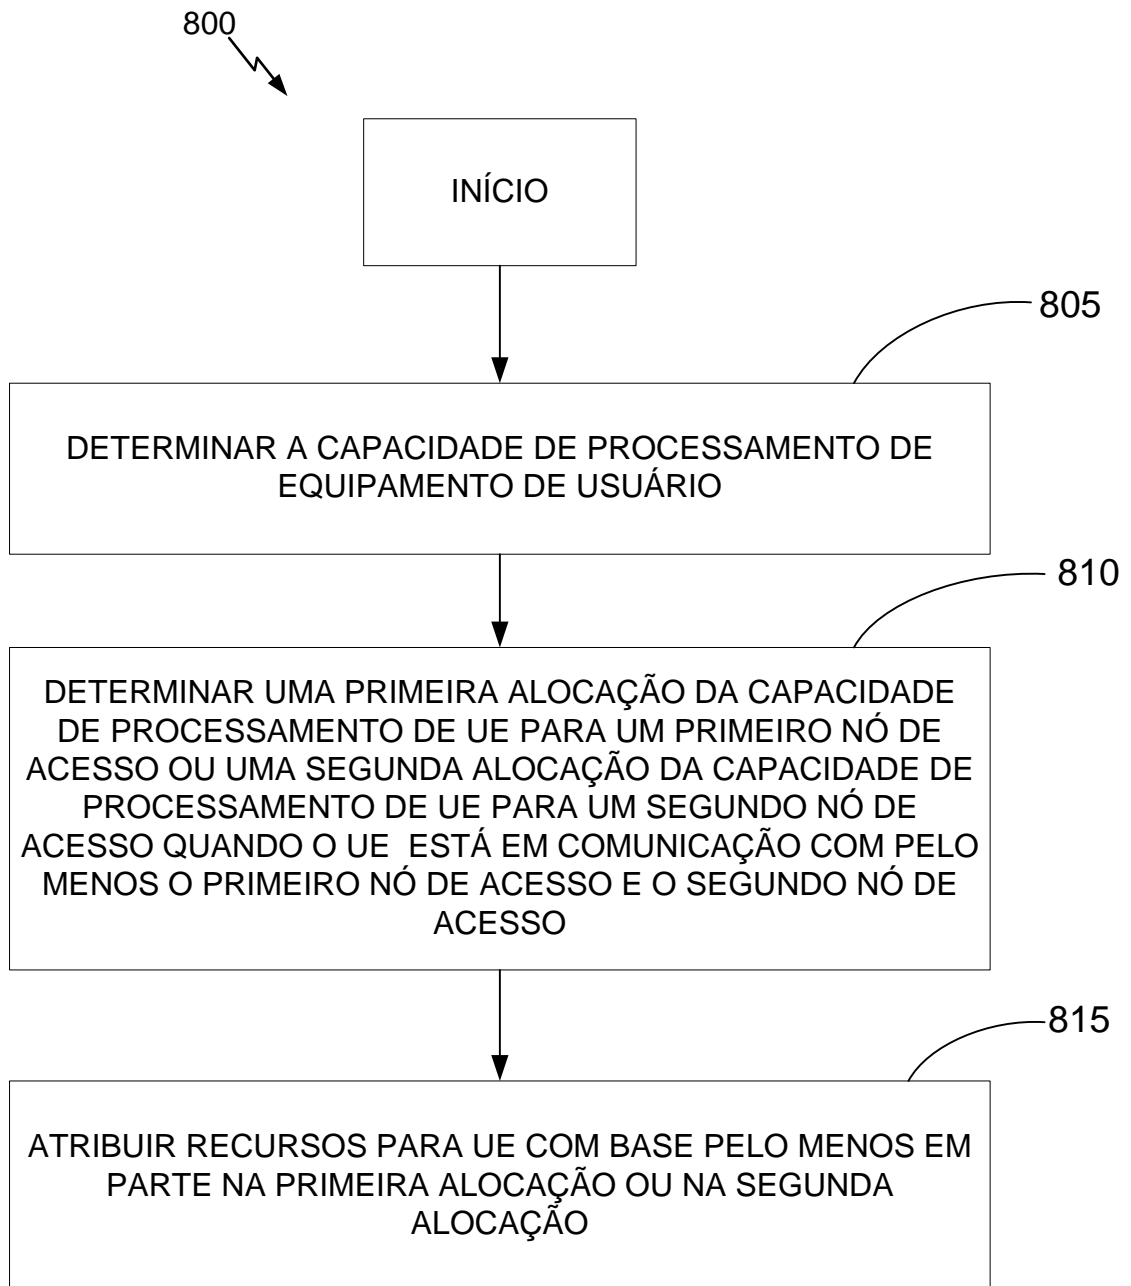 800
INÍCIO
805
DETERMINAR A CAPACIDADE DE PROCESSAMENTO DE
EQUIPAMENTO DE USUÁRIO
810
DETERMINAR UMA PRIMEIRA ALOCAÇÃO DA CAPACIDADE
DE PROCESSAMENTO DE UE PARA UM PRIMEIRO NÓ DE
ACESSO OU UMA SEGUNDA ALOCAÇÃO DA CAPACIDADE DE
PROCESSAMENTO DE UE PARA UM SEGUNDO NÓ DE
ACESSO QUANDO O UE ESTÁ EM COMUNICAÇÃO COM PELO
MENOS O PRIMEIRO NÓ DE ACESSO E O SEGUNDO NÓ DE
ACESSO
815
ATRIBUIR RECURSOS PARA UE COM BASE PELO MENOS EM
PARTE NA PRIMEIRA ALOCAÇÃO OU NA SEGUNDA
ALOCAÇÃO